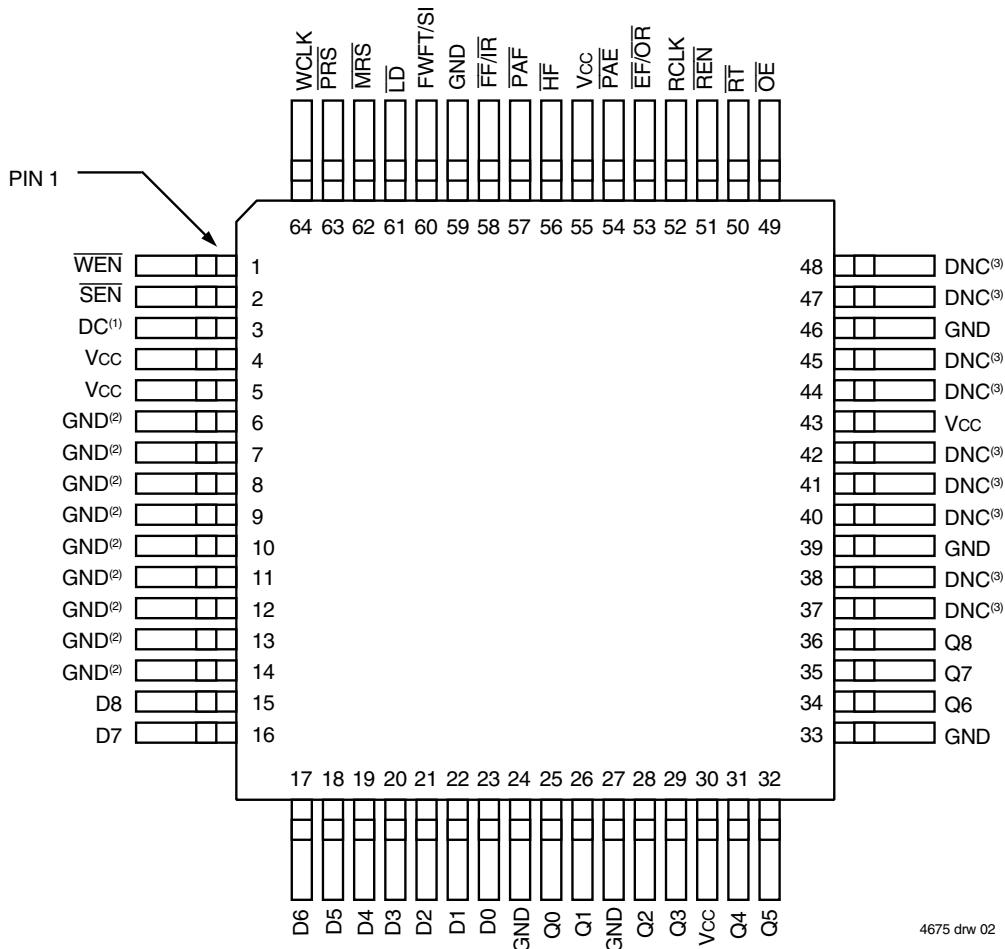 WCLK
PRS
MRS
LD
FWFT/SI
GND
FF/IR
PAF
HF
VCC
PAE
EF/OR
RCLK
REN
RT
OE
PIN 1
64 63 62 61 60 59 58 57 56 55 54 53 52 51 50 49
WEN 1 48 DNC(3)
SEN 2 47 DNC(3)
DC(1) 3 46 GND
VCC 4 45 DNC(3)
VCC 5 44 DNC(3)
GND(2) 6 43 VCC
GND(2) 7 42 DNC(3)
GND(2) 8 41 DNC(3)
GND(2) 9 40 DNC(3)
GND(2) 10 39 GND
GND(2) 11 38 DNC(3)
GND(2) 12 37 DNC(3)
GND(2) 13 36 Q8
GND(2) 14 35 Q7
D8 15 34 Q6
D7 16 33 GND
17 18 19 20 21 22 23 24 25 26 27 28 29 30 31 32
D6
D5
D4
D3
D2
D1
D0
GND
Q0
Q1
GND
Q2
Q3
VCC
Q4
Q5
4675 drw 02